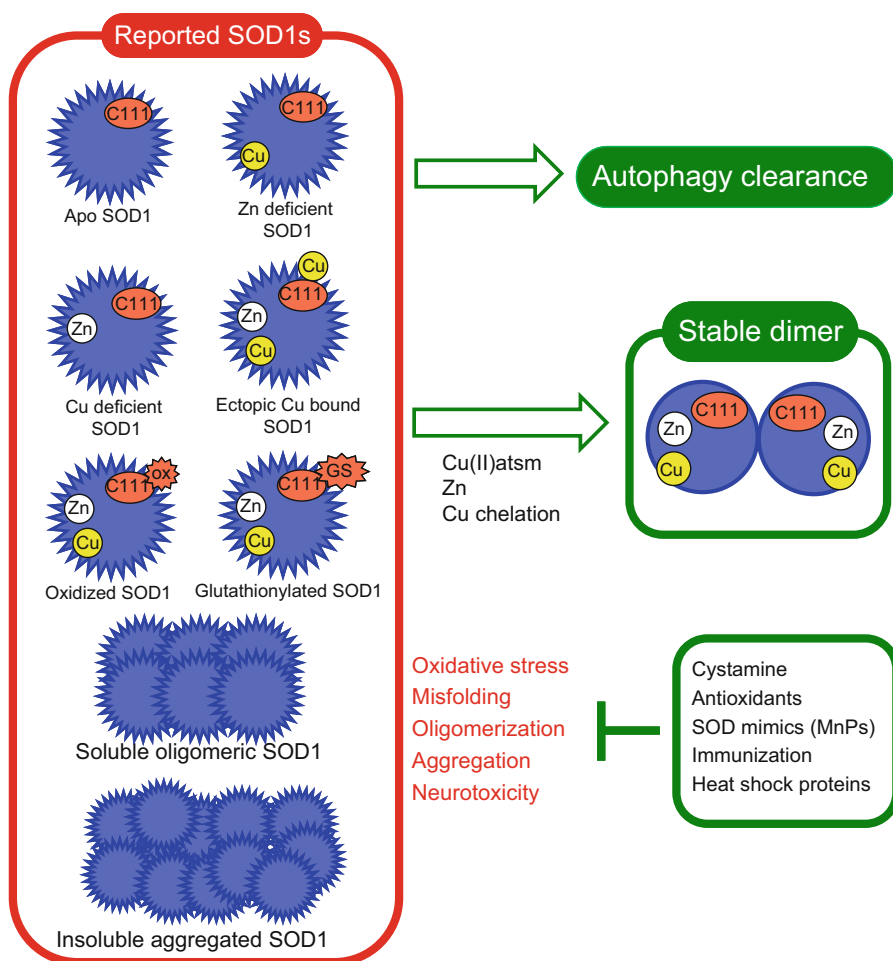 Reported SOD1s
C111
C111
Cu
Apo SOD1
Zn deficient
SOD1
C111
Zn
Cu
C111
Zn
Cu
Cu deficient
SOD1
Ectopic Cu bound
SOD1
ox
C111
Zn
Cu
GS
C111
Zn
Cu
Oxidized SOD1
Glutathionylated SOD1
Soluble oligomeric SOD1
Insoluble aggregated SOD1
Autophagy clearance
Cu(II)atsm
Zn
Cu chelation
Stable dimer
C111
C111
Zn
Zn
Cu
Cu
Oxidative stress
Misfolding
Oligomerization
Aggregation
Neurotoxicity
Cystamine
Antioxidants
SOD mimics (MnPs)
Immunization
Heat shock proteins